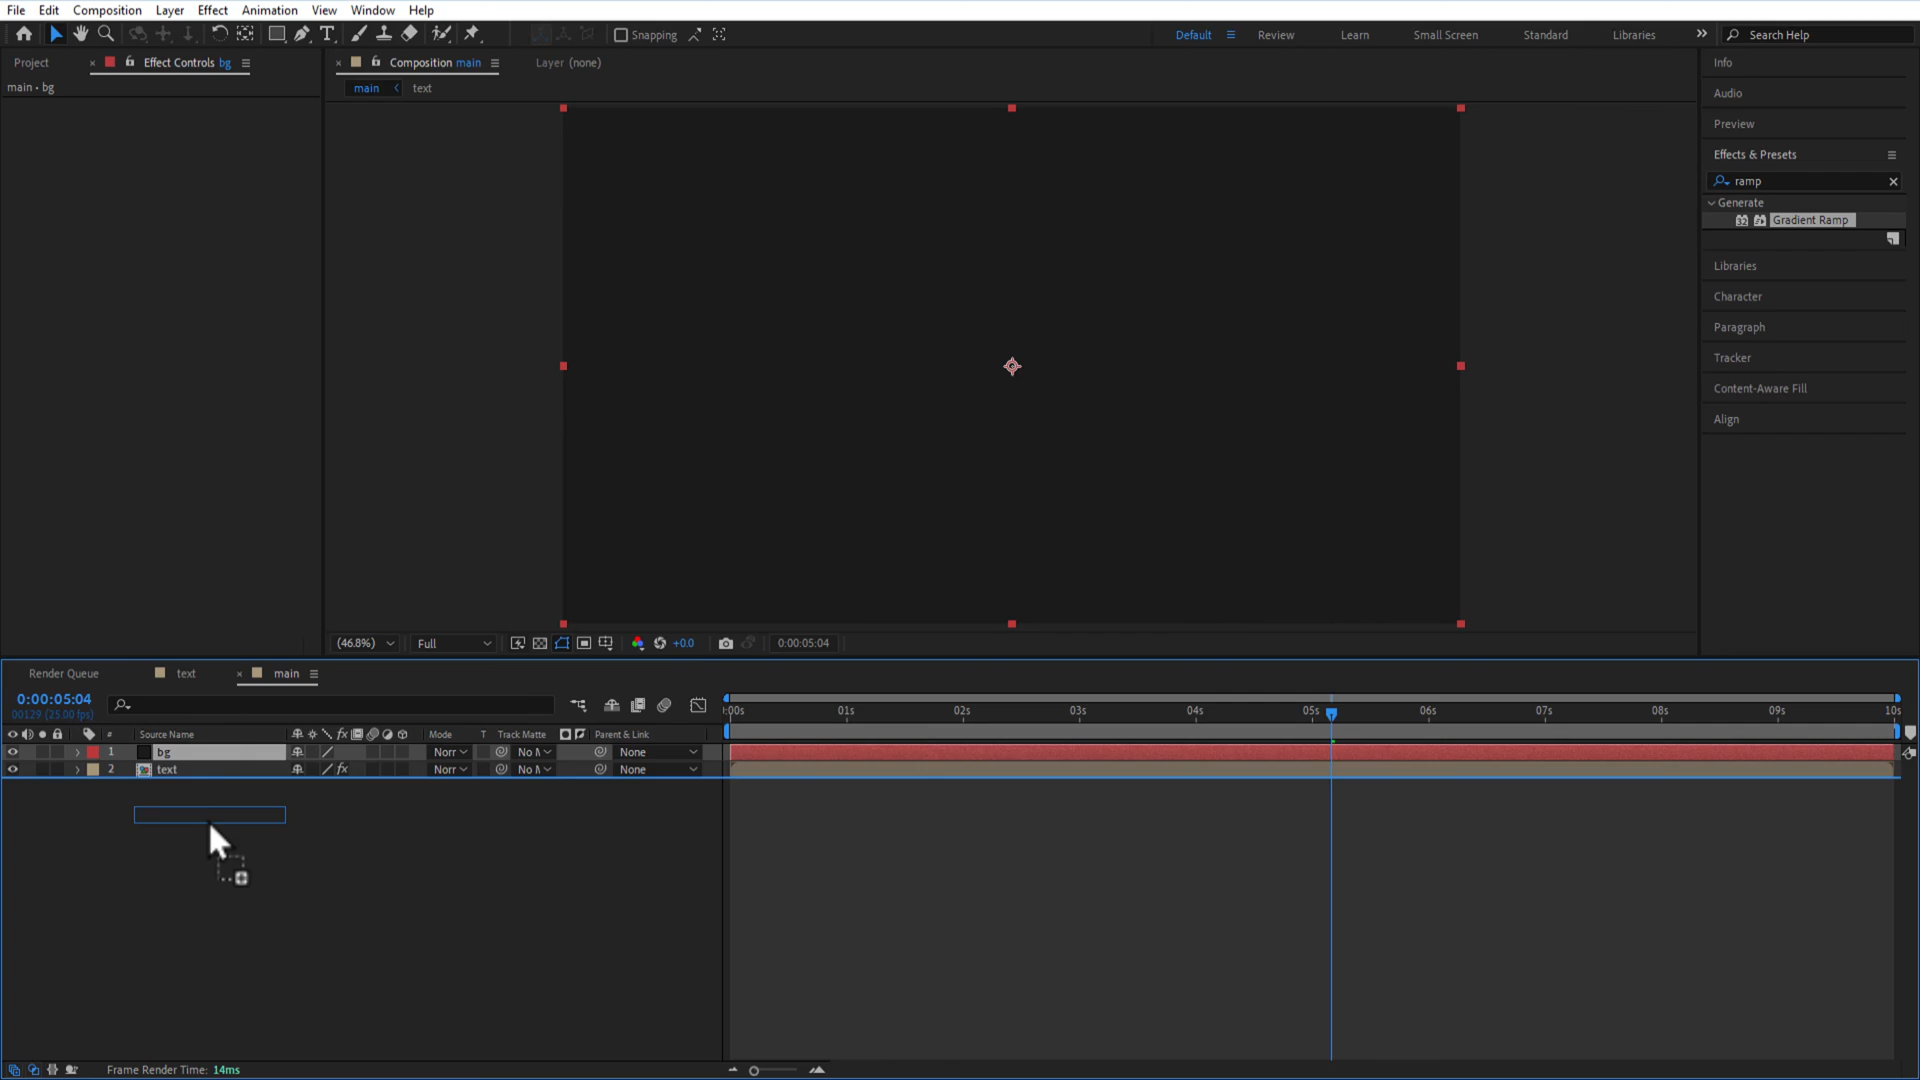 File Edit Composition Layer Effect Animation View Window Help
Snapping
Default Review Learn Small Screen Standard Libraries Search Help
Project Effect Controls bg
main • bg
Composition main Layer (none)
main text
Info
Audio
Preview
Effects & Presets
ramp
Generate
32 Gradient Ramp
Libraries
Character
Paragraph
Tracker
Content-Aware Fill
Align
(46.8%) Full +0.0 0:00:05:04
Render Queue text main
0:00:05:04
00129 (25.00 fps)
:00s 01s 02s 03s 04s 05s 06s 07s 08s 09s 10s
# Source Name fx Mode T Track Matte Parent & Link
1 bg Norr No M None
2 text fx Norr No M None
Frame Render Time: 14ms